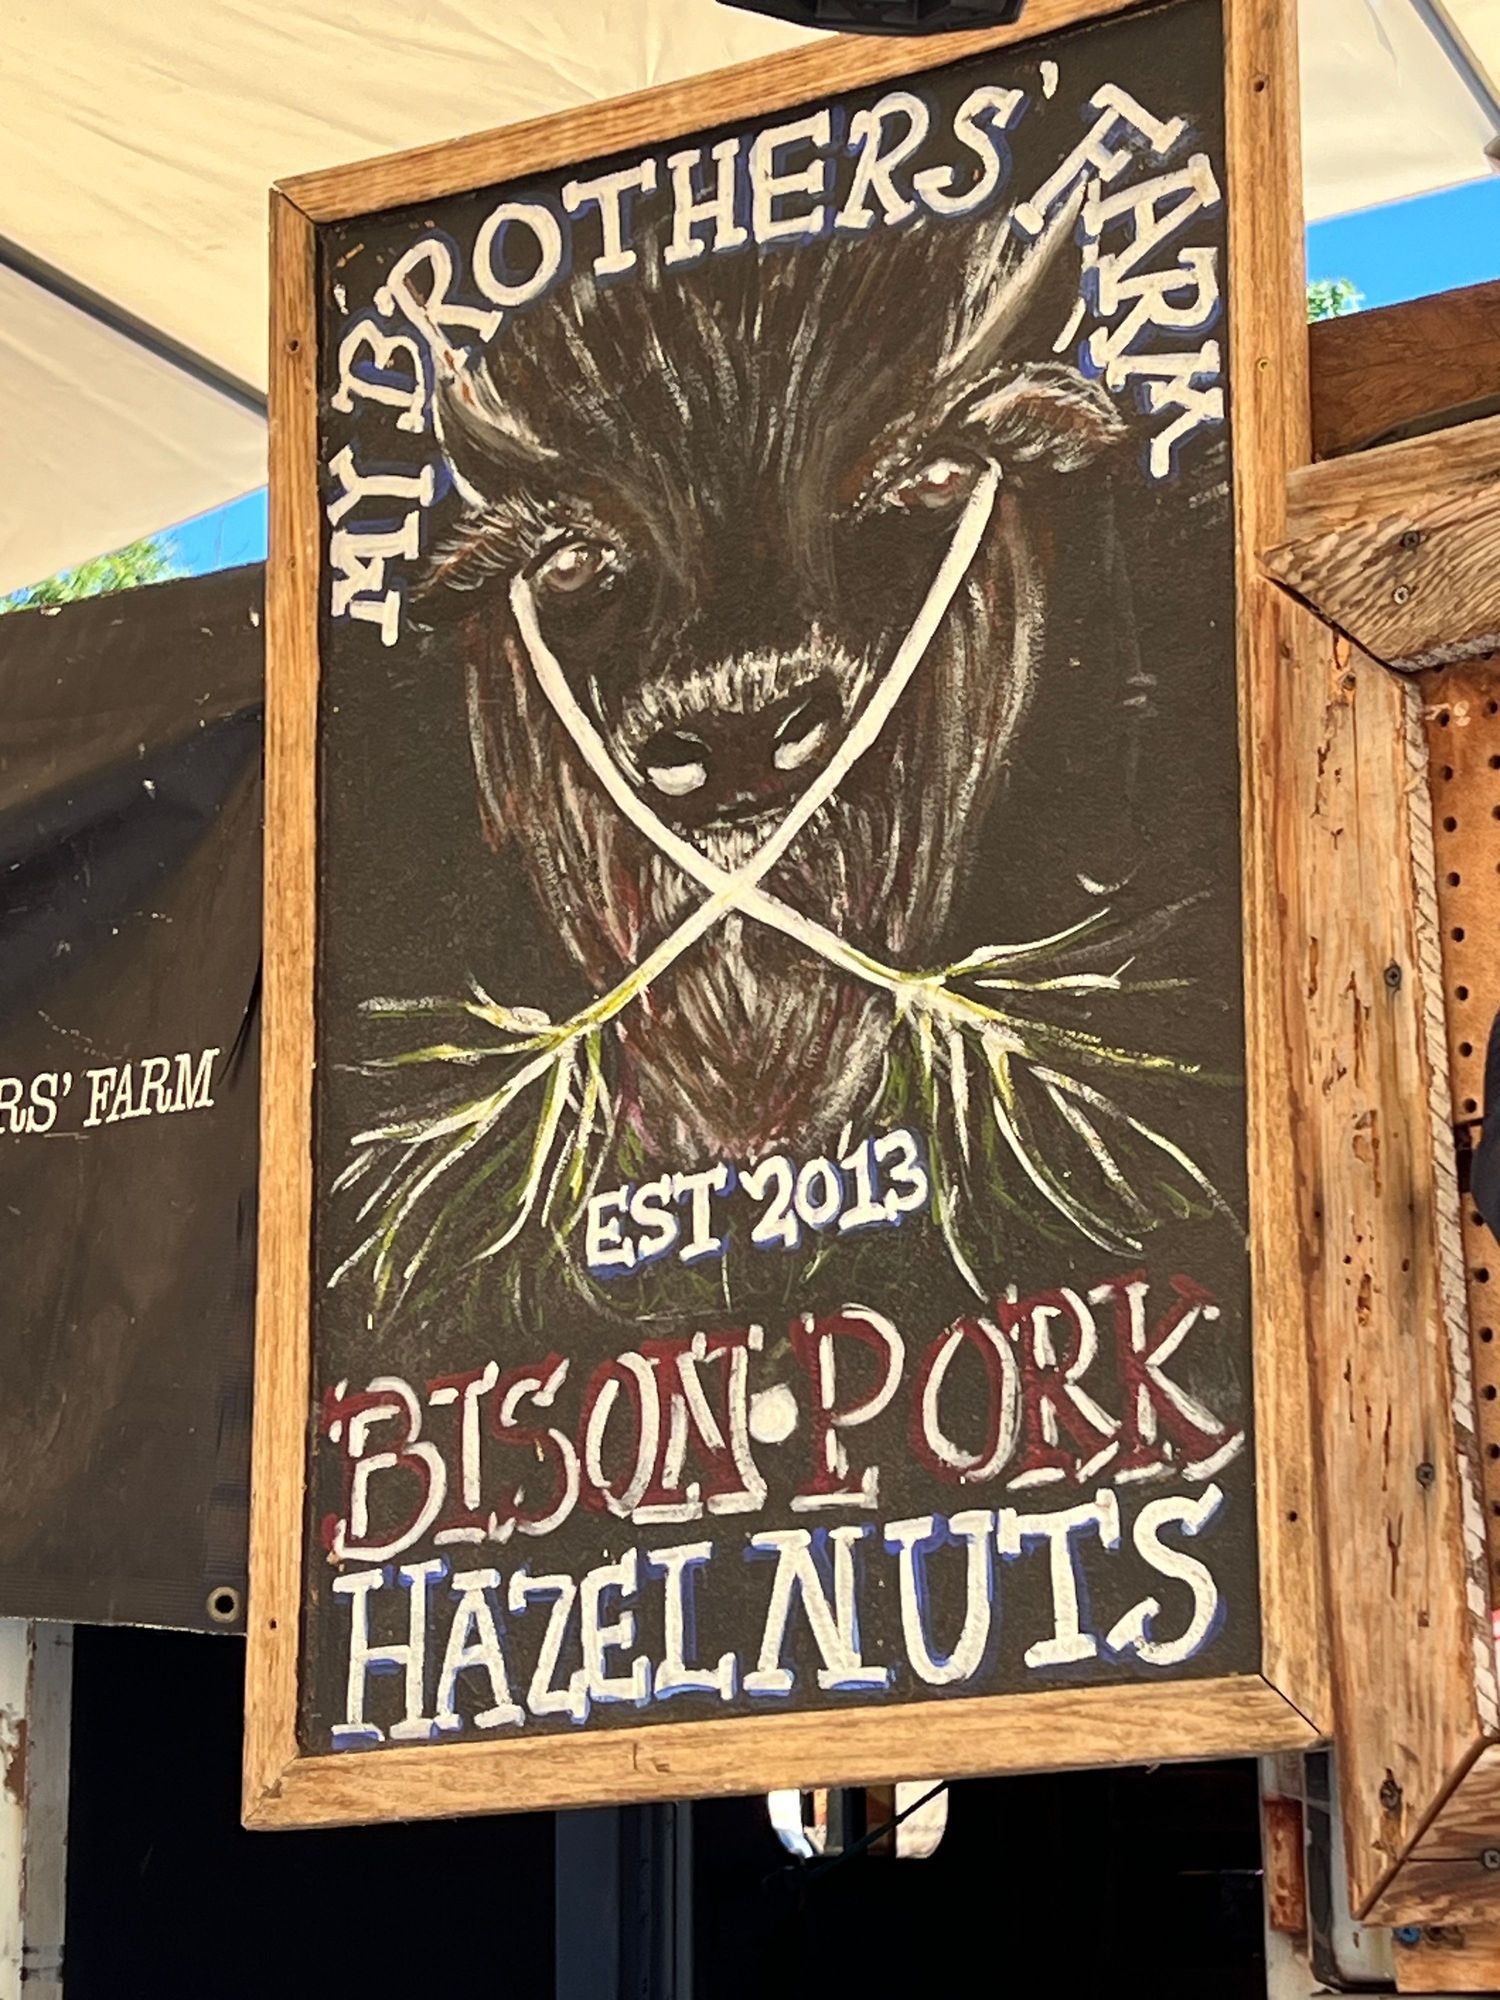 MY BROTHERS' FARM
EST 2013
BISON • PORK
HAZELNUTS
RS' FARM